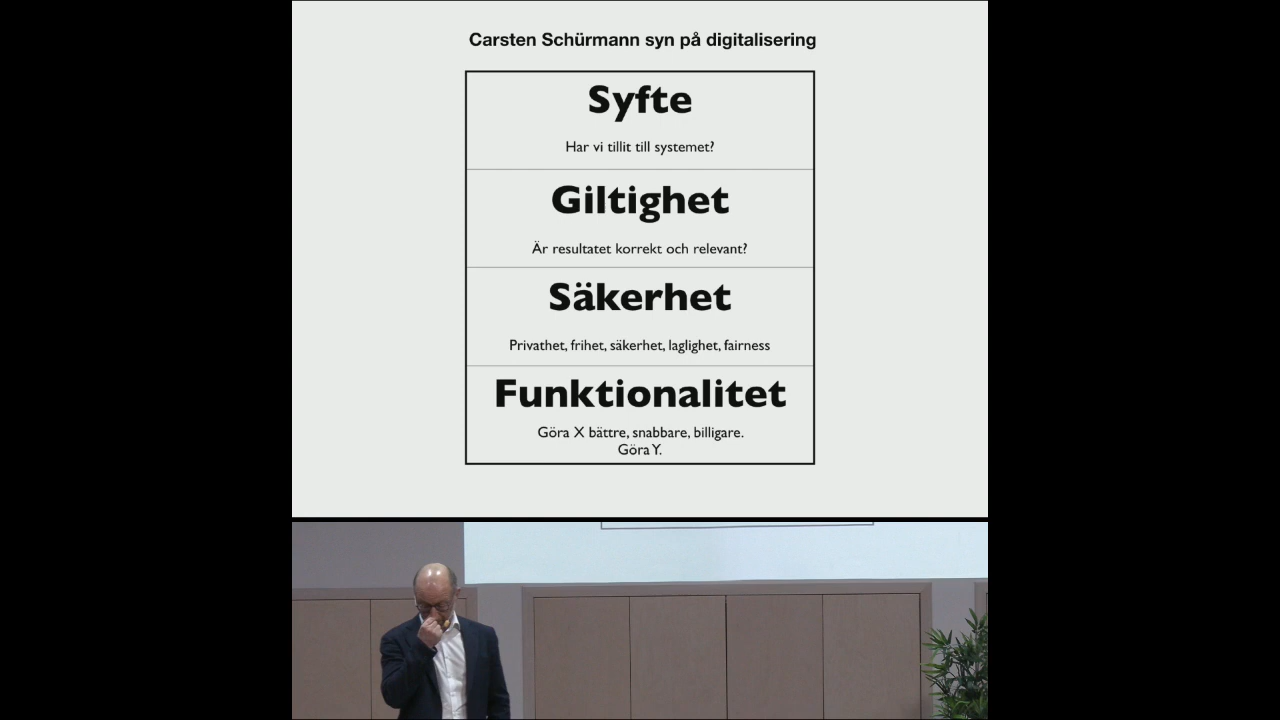 Carsten Schürmann syn på digitalisering
Syfte
Har vi tillit till systemet?
Giltighet
Är resultatet korrekt och relevant?
Säkerhet
Privathet, frihet, säkerhet, laglighet, fairness
Funktionalitet
Göra X bättre, snabbare, billigare.
Göra Y.